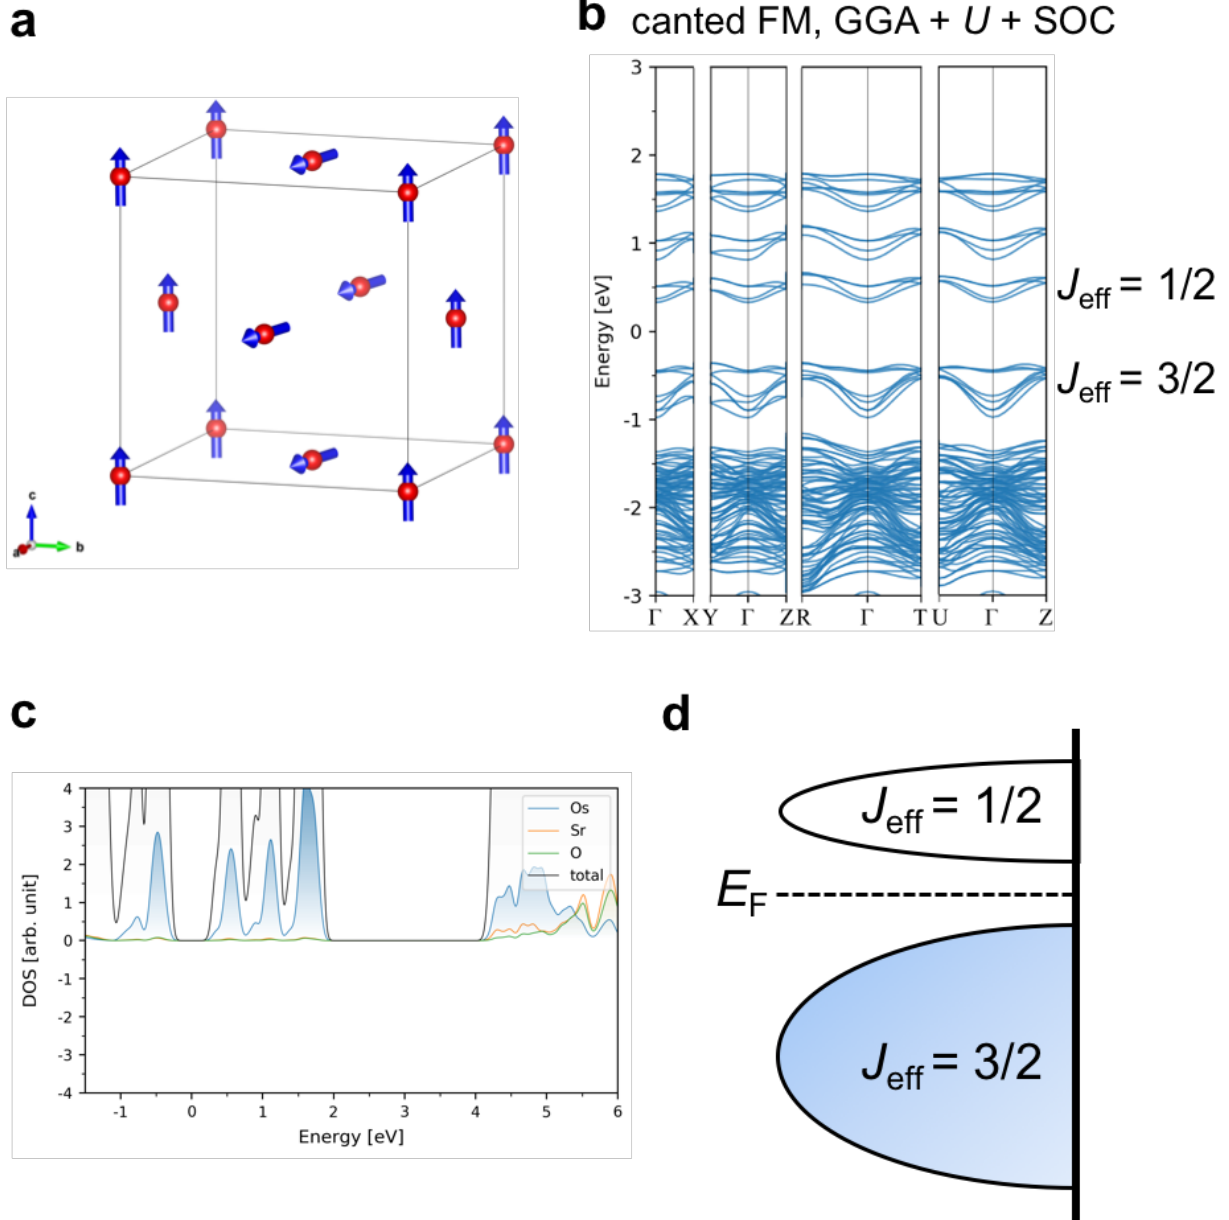 a
c
a
b
b
canted FM, GGA + U + SOC
3
2
1
0
-1
-2
-3
Energy [eV]
Γ X Y Γ Z R Γ T U Γ Z
Jeff = 1/2
Jeff = 3/2
c
4
3
2
1
0
-1
-2
-3
-4
DOS [arb. unit]
Os
Sr
O
total
-1 0 1 2 3 4 5 6
Energy [eV]
d
Jeff = 1/2
EF
Jeff = 3/2